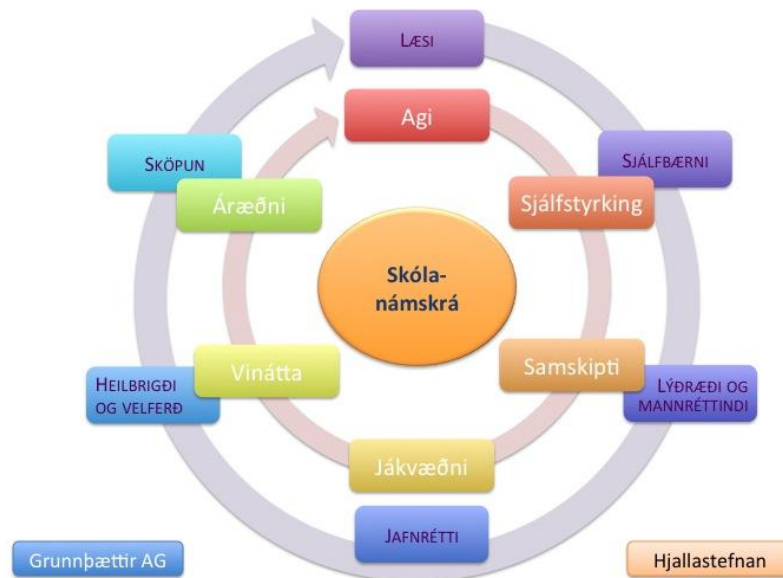 LÆSI
Agi
SKÖPUN
SJÁLFBÆRNI
Áræðni
Sjálfstyrking
Skóla-
námskrá
Vinátta
Samskipti
HEILBRIGÐI
OG VELFERÐ
LÝÐRÆÐI OG
MANNRÉTTINDI
Jákvæðni
JAFNRÉTTI
Grunnþættir AG
Hjallastefnan